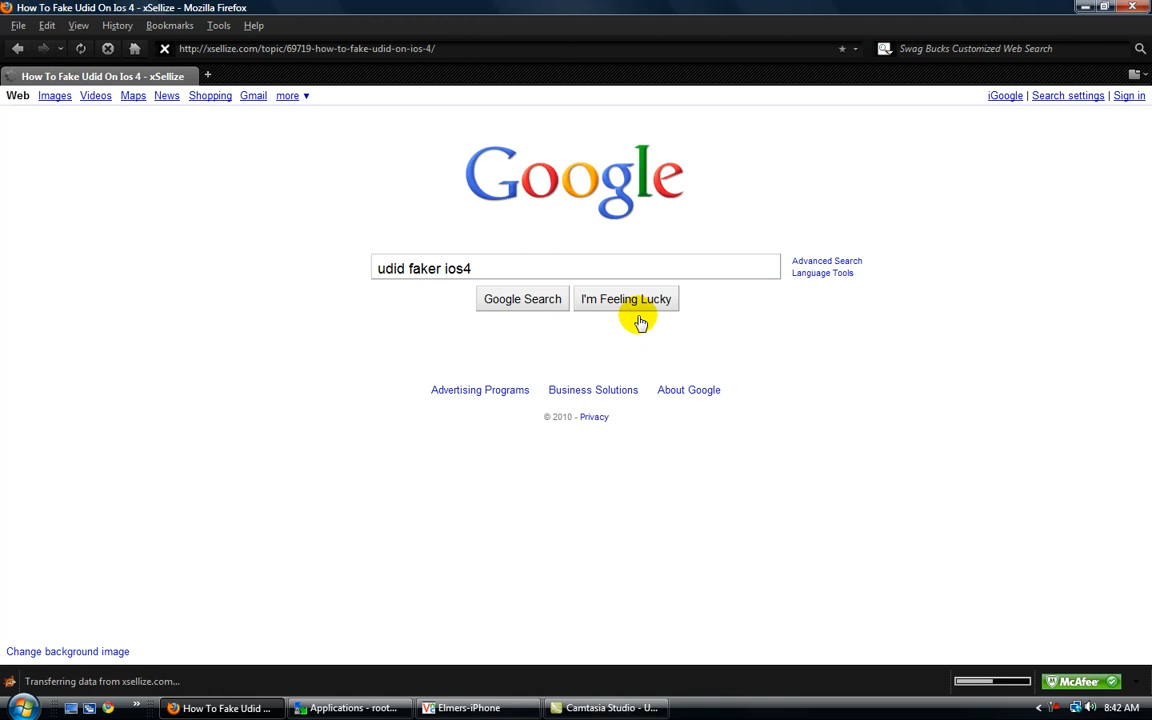 How To Fake Udid On Ios 4 - xSellize - Mozilla Firefox
File Edit View History Bookmarks Tools Help
http://xsellize.com/topic/69719-how-to-fake-udid-on-ios-4/ Swag Bucks Customized Web Search
How To Fake Udid On Ios 4 - xSellize
Web Images Videos Maps News Shopping Gmail more ▼ iGoogle | Search settings | Sign in
Google
udid faker ios4
Advanced Search
Language Tools
Google Search I'm Feeling Lucky
Advertising Programs Business Solutions About Google
© 2010 - Privacy
Change background image
Transferring data from xsellize.com... McAfee
How To Fake Udid ... Applications - root... Elmers-iPhone Camtasia Studio - U... 8:42 AM